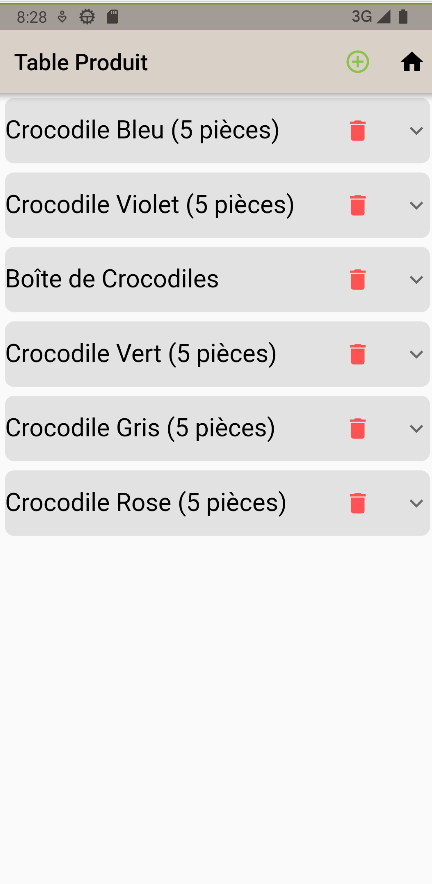 8:28 3G
Table Produit
Crocodile Bleu (5 pièces)
Crocodile Violet (5 pièces)
Boîte de Crocodiles
Crocodile Vert (5 pièces)
Crocodile Gris (5 pièces)
Crocodile Rose (5 pièces)